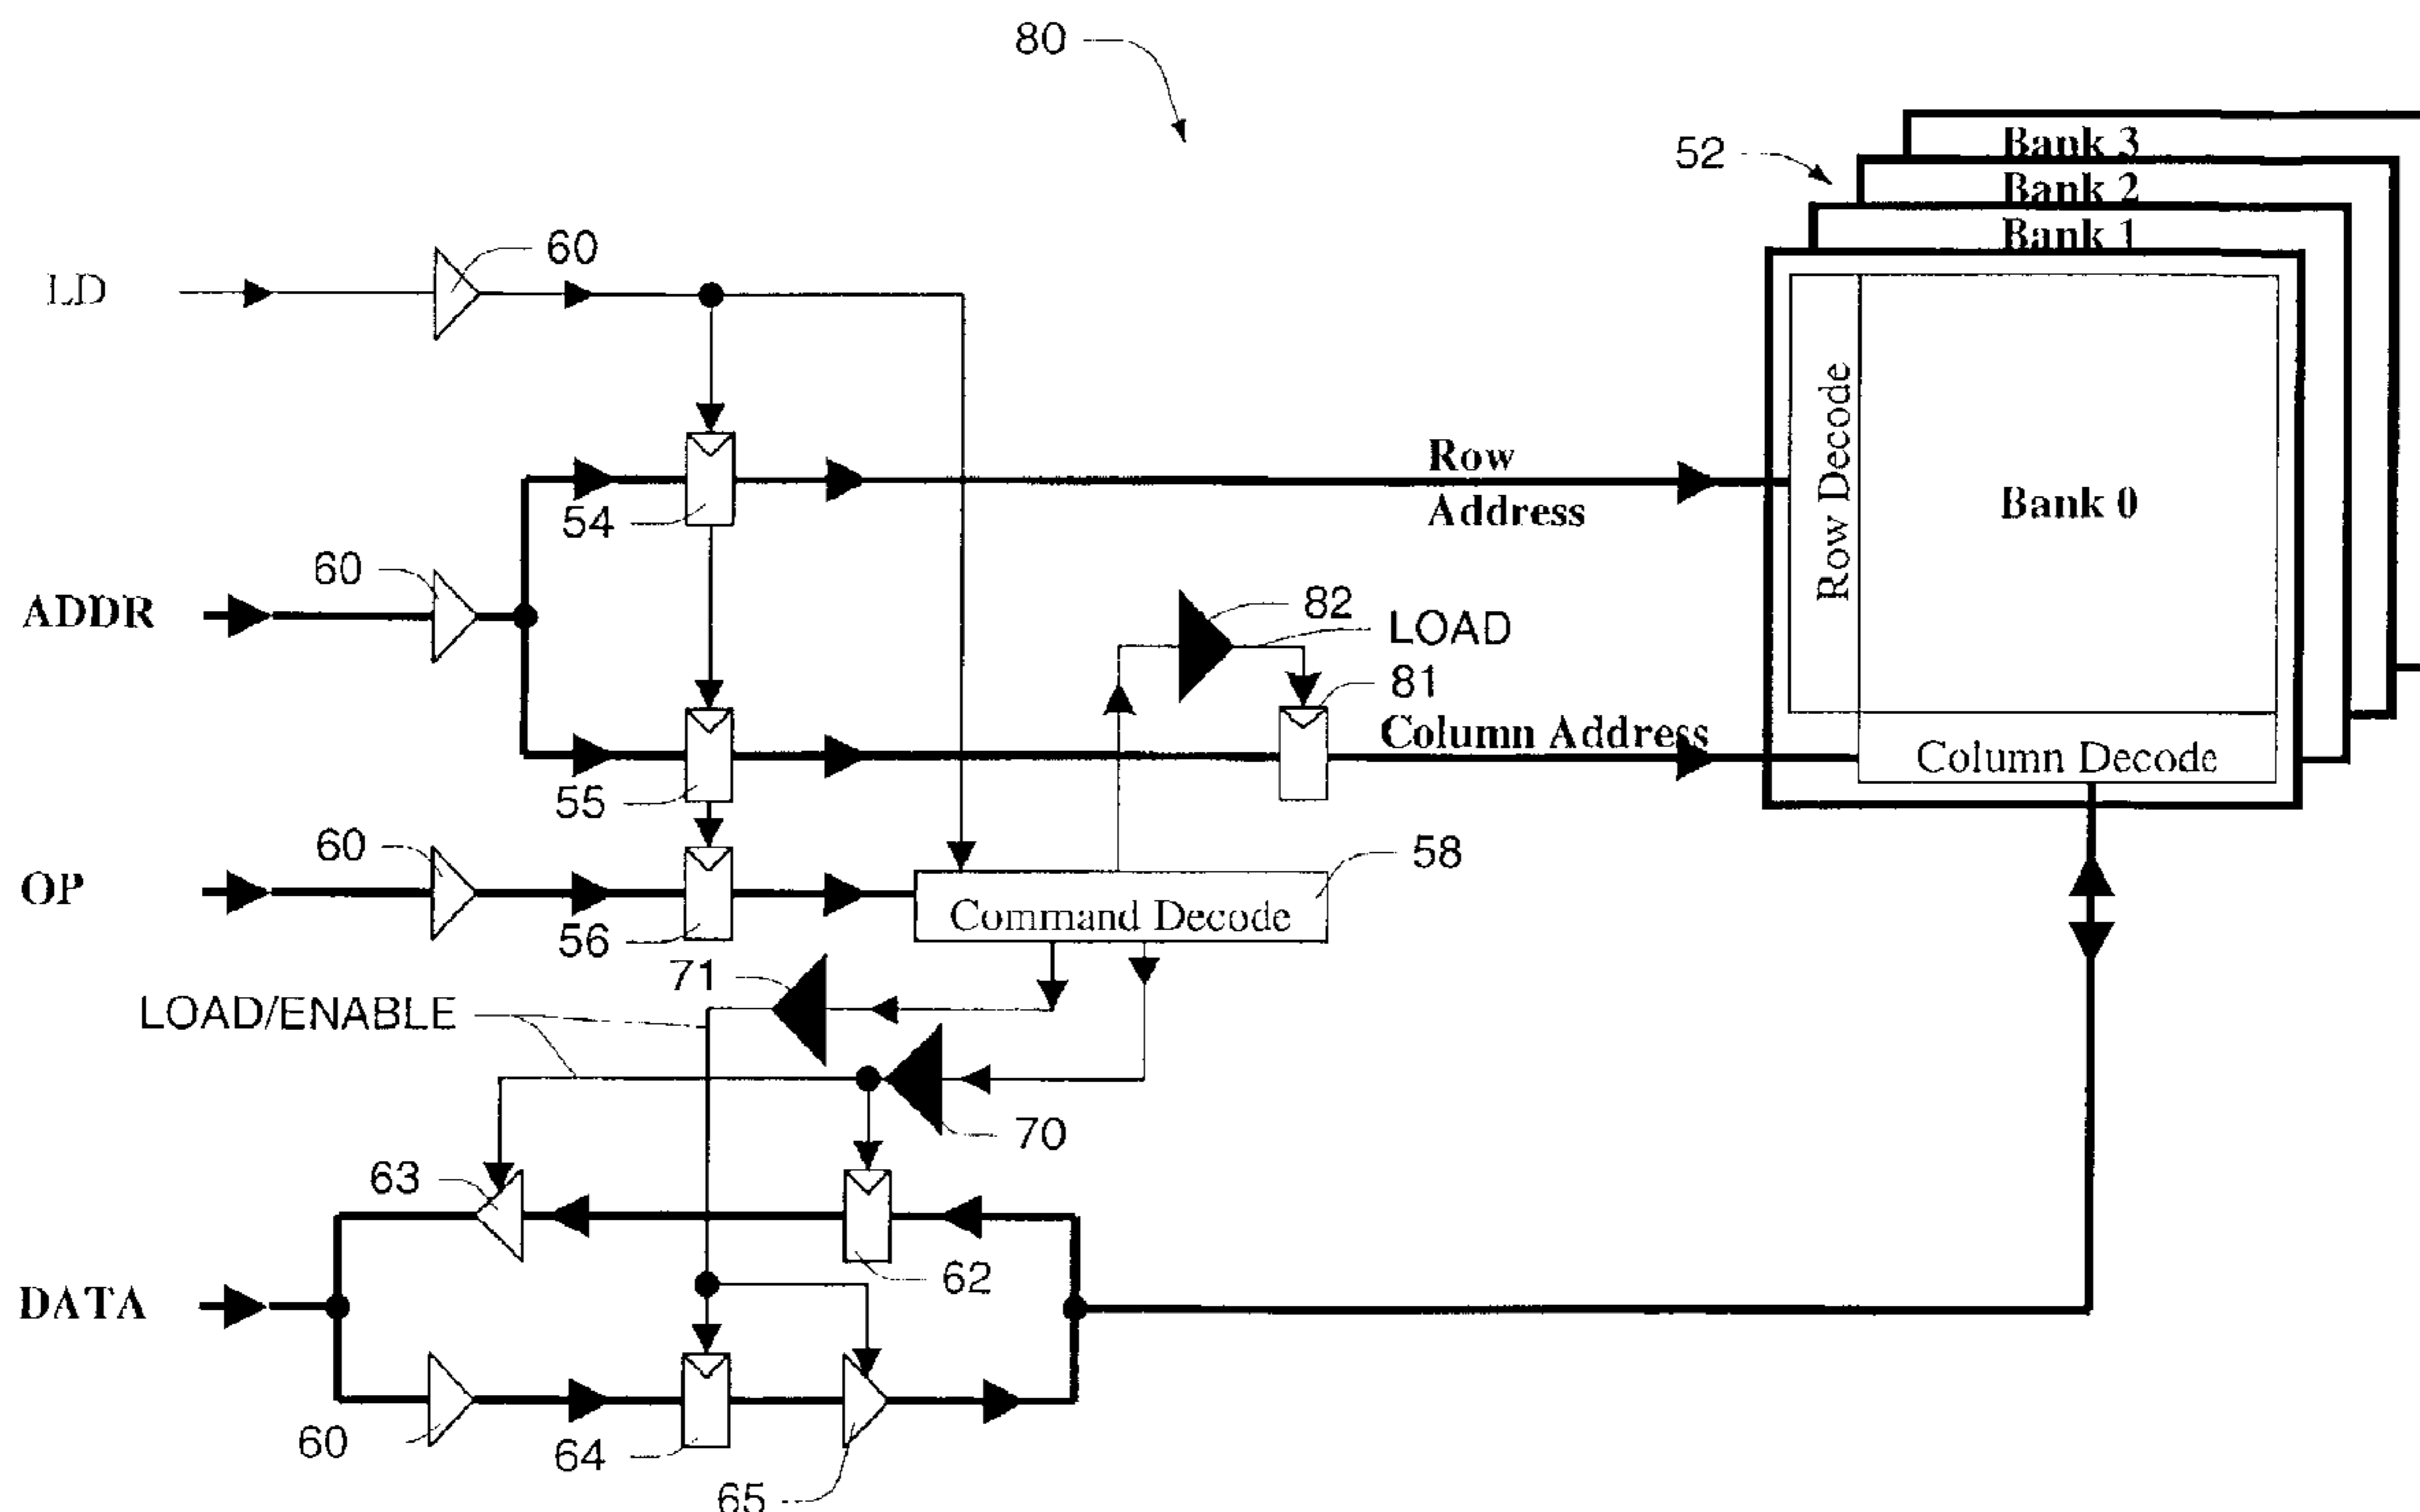 80
Bank 3
52
Bank 2
Bank 1
60
LD
Row Decode
Row
Address
54
Bank 0
60
ADDR
82
LOAD
81
Column Address
Column Decode
55
60
58
OP
Command Decode
56
71
LOAD/ENABLE
70
63
62
DATA
60
64
65